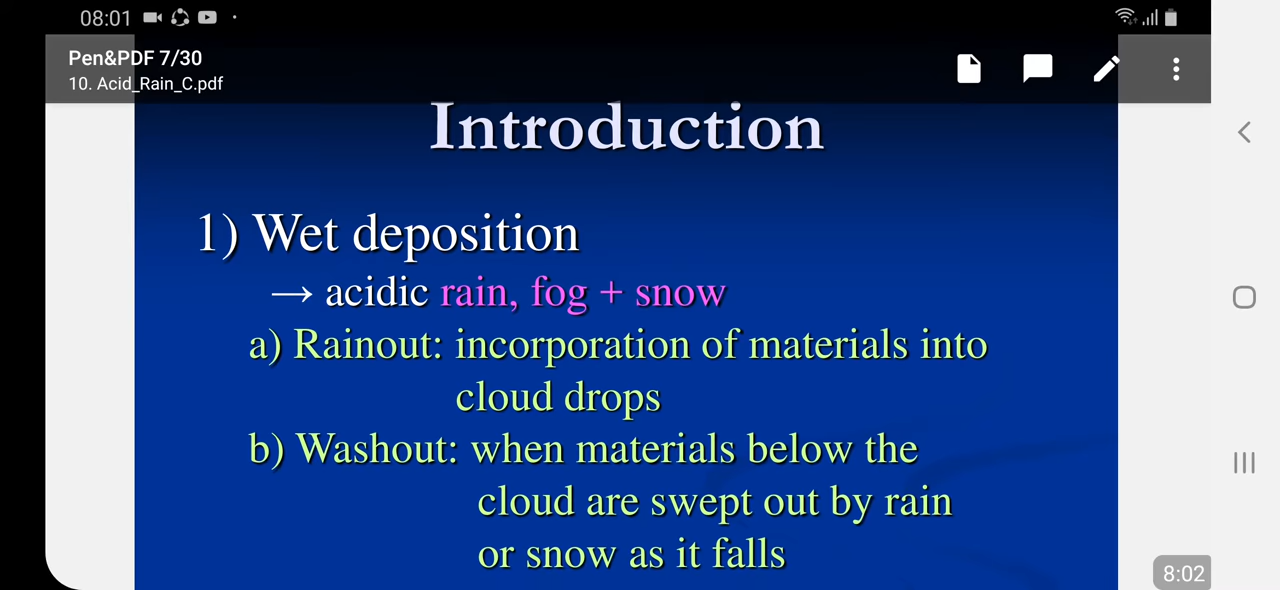 08:01
Pen&PDF 7/30
10. Acid_Rain_C.pdf
Introduction
1) Wet deposition
→ acidic rain, fog + snow
a) Rainout: incorporation of materials into
cloud drops
b) Washout: when materials below the
cloud are swept out by rain
or snow as it falls
8:02